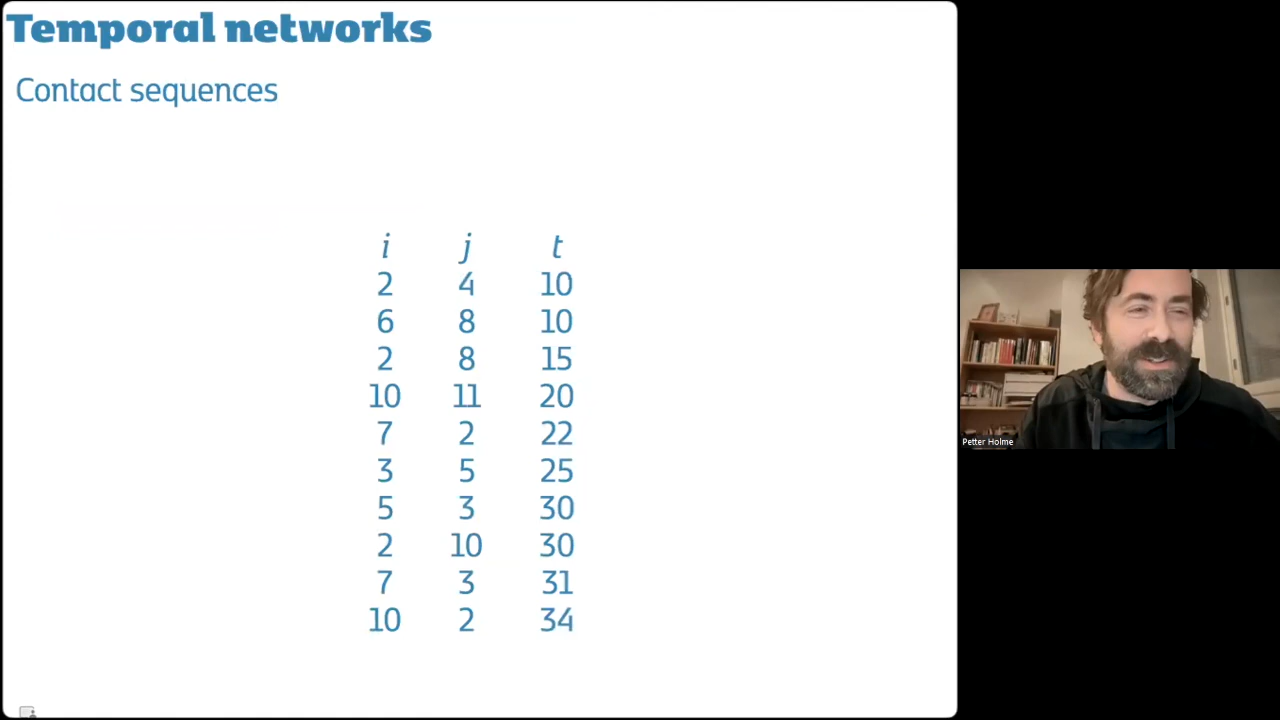 Temporal networks
Contact sequences
i j t
2 4 10
6 8 10
2 8 15
10 11 20
7 2 22
3 5 25
5 3 30
2 10 30
7 3 31
10 2 34
Petter Holme